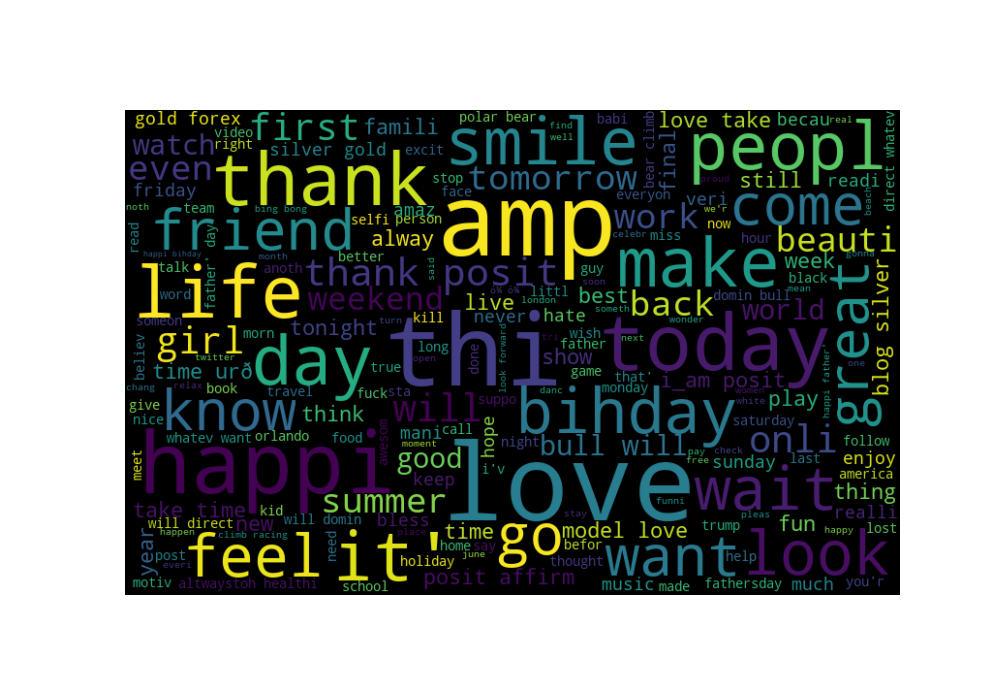 gold forex
first
famili
polar bear
find
babi
love take
becau
real
video
right
watch
silver gold
excit
smile
well
bear climb
final
peopl
direct whatev
even
thank
stop
tomorrow
everyon
still
readi
friday
face
veri
proud
noth
team
bing bong
selfi
person
amaz
amp
work
we'r
now
come
beach
read
father' day
friend
alway
celebr
miss
hour
beauti
gonna
happi bihday
month
better
said
guy
make
week
talk
anoth
thank posit
black
mean
life
word
weekend
live
littl
london
soon
best
back
domin bull
world
great
blog silver
someon
kill
never
hate
someth
girl
morn
tonight
turn
thi
wish
wonder
today
next
believ
twitter
day
long
look forward
show
father
happi father'
one
time urð
true
done
open
tri
game
that'
chang
relax
book
travel
fuck
sta
danc
monday
i_am posit
women
white
play
give
nice
know
think
will
suppo
bihday
saturday
whatev want
orlando
food
mani
call
hope
night
bull will
pay
free
check
onli
follow
meet
happi
awesom
moment
good
keep
i'v
love
funni
sunday
last
enjoy
america
wait
thing
summer
take time
kid
bless
pleas
realli
will direct
new
will domin
time
go
model love
trump
fun
lost
year
happen
climb racing
need
place
home
say
befor
help
happy
post
everi
feel
it'
holiday
june
thought
want
look
motiv
altwaystoh healthi
school
posit affirm
music
made
fathersday
much
you'r